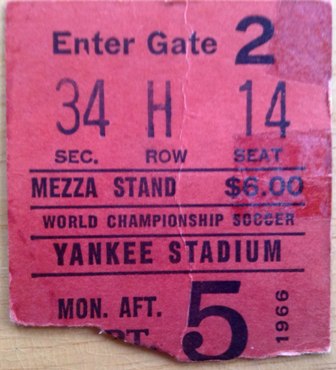 Enter Gate 2
34 H 14
SEC. ROW SEAT
MEZZA STAND $6.00
WORLD CHAMPIONSHIP SOCCER
YANKEE STADIUM
MON. AFT. 5
1966